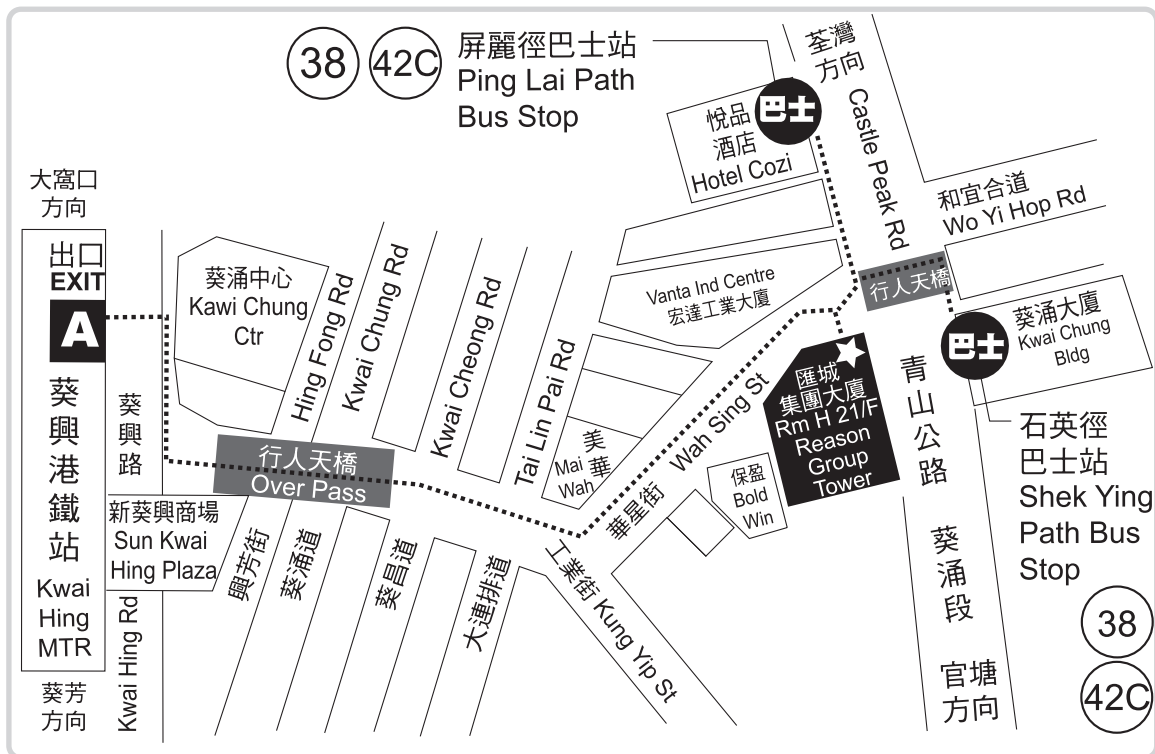 38
42C
屏麗徑巴士站
Ping Lai Path
Bus Stop
荃灣
方向
Castle Peak Rd
巴士
悅品
酒店
Hotel Cozi
和宜合道
Wo Yi Hop Rd
大窩口
方向
出口
EXIT
A
葵興港鐵站
Kwai
Hing
MTR
葵芳
方向
葵興路
Kwai Hing Rd
葵涌中心
Kawi Chung
Ctr
Hing Fong Rd
Kwai Chung Rd
Kwai Cheong Rd
Tai Lin Pai Rd
Vanta Ind Centre
宏達工業大廈
行人天橋
巴士
葵涌大廈
Kwai Chung
Bldg
行人天橋
Over Pass
新葵興商場
Sun Kwai
Hing Plaza
興芳街
葵涌道
葵昌道
大連排道
美華
Mai
Wah
Wah Sing St
華星街
工業街 Kung Yip St
保盈
Bold
Win
匯城
集團大廈
Rm H 21/F
Reason
Group
Tower
青山公路
葵涌段
官塘
方向
石英徑
巴士站
Shek Ying
Path Bus
Stop
38
42C